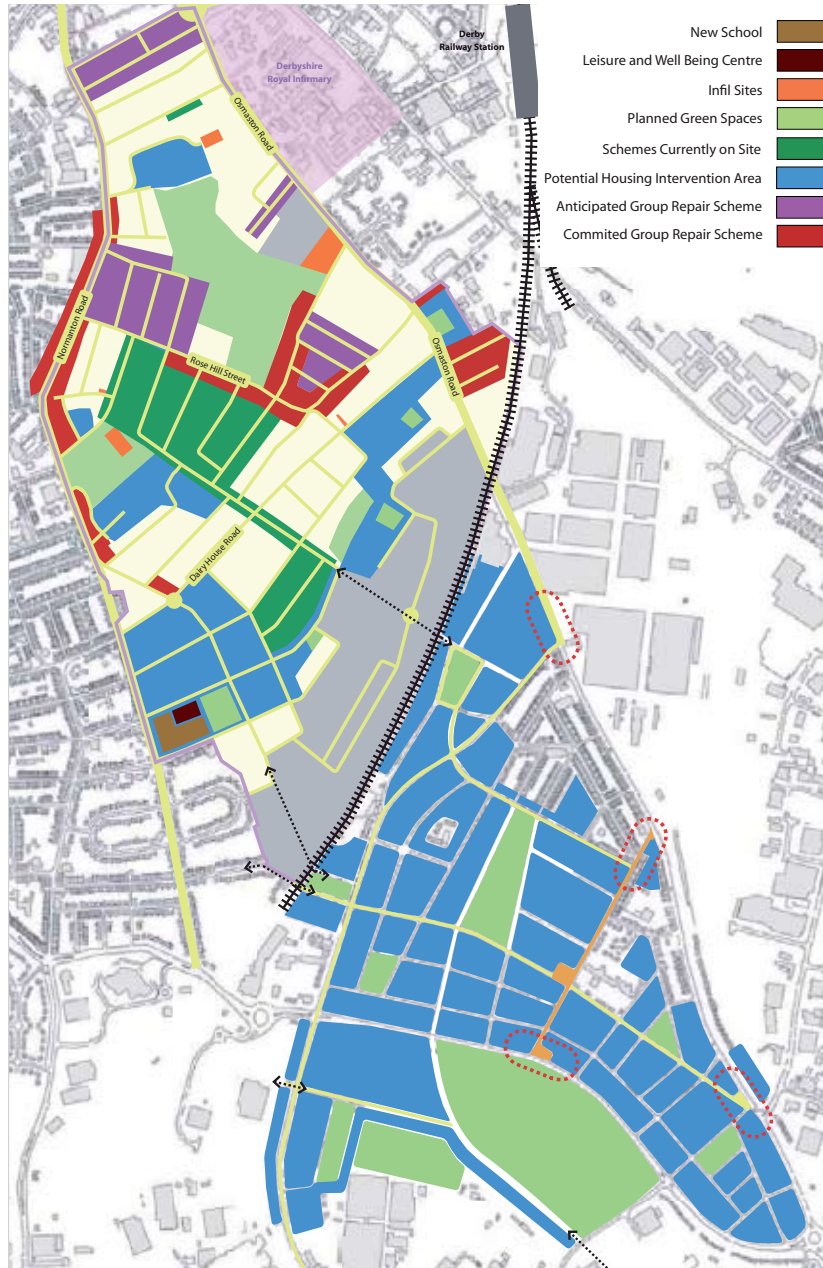 Derby
Railway Station
Derbyshire
Royal Infirmary
New School
Leisure and Well Being Centre
Infil Sites
Planned Green Spaces
Schemes Currently on Site
Potential Housing Intervention Area
Anticipated Group Repair Scheme
Commited Group Repair Scheme
Osmaston Road
Normanton Road
Rose Hill Street
Osmaston Road
Dairy House Road